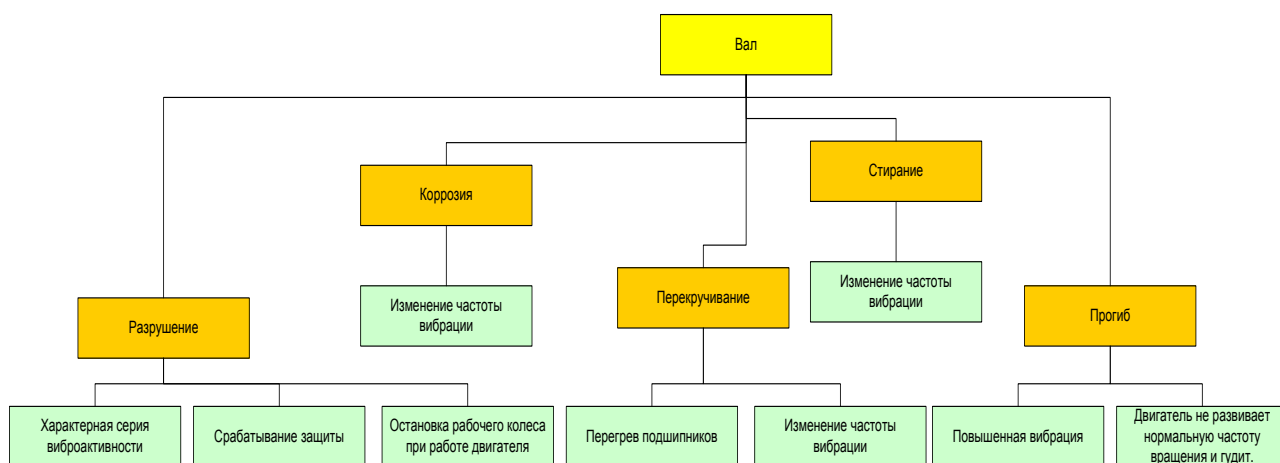 Вал
Стирание
Коррозия
Изменение частоты
вибрации
Перекручивание
Изменение частоты
вибрации
Прогиб
Разрушение
Характерная серия
виброактивности
Срабатывание защиты
Остановка рабочего колеса
при работе двигателя
Перегрев подшипников
Изменение частоты
вибрации
Повышенная вибрация
Двигатель не развивает
нормальную частоту
вращения и гудит.